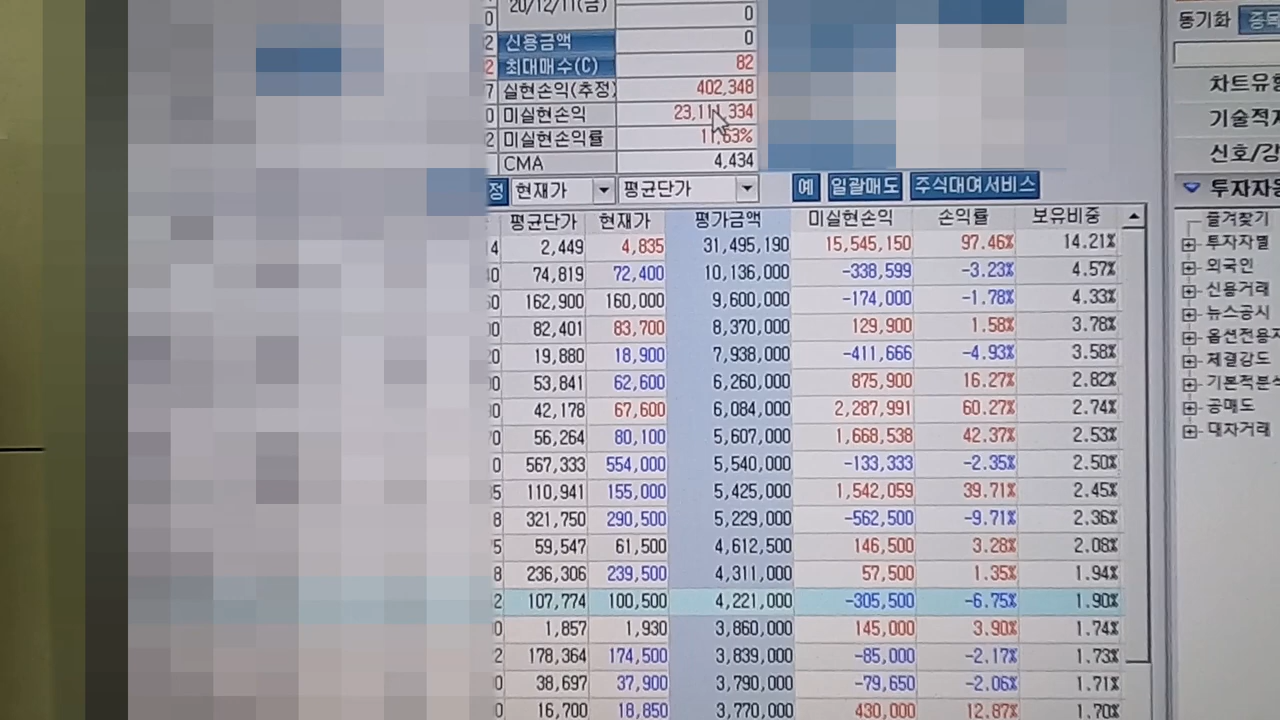 20/12/11(금)
0
0
신용금액 0
최대매수(C) 82
실현손익(추정) 402,348
미실현손익 23,111,334
미실현손익률 11,63%
CMA 4,434
동기화
차트유형
기술적지
신호/강
정 현재가 평균단가 예 일괄매도 주식대여서비스
평균단가 현재가 평가금액 미실현손익 손익률 보유비중
2,449 4,835 31,495,190 15,545,150 97.46% 14.21%
74,819 72,400 10,136,000 -338,599 -3.23% 4.57%
162,900 160,000 9,600,000 -174,000 -1.78% 4.33%
82,401 83,700 8,370,000 129,900 1.58% 3.78%
19,880 18,900 7,938,000 -411,666 -4.93% 3.58%
53,841 62,600 6,260,000 875,900 16.27% 2.82%
42,178 67,600 6,084,000 2,287,991 60.27% 2.74%
56,264 80,100 5,607,000 1,668,538 42.37% 2.53%
567,333 554,000 5,540,000 -133,333 -2.35% 2.50%
110,941 155,000 5,425,000 1,542,059 39.71% 2.45%
321,750 290,500 5,229,000 -562,500 -9.71% 2.36%
59,547 61,500 4,612,500 146,500 3.28% 2.08%
236,306 239,500 4,311,000 57,500 1.35% 1.94%
107,774 100,500 4,221,000 -305,500 -6.75% 1.90%
1,857 1,930 3,860,000 145,000 3.90% 1.74%
178,364 174,500 3,839,000 -85,000 -2.17% 1.73%
38,697 37,900 3,790,000 -79,650 -2.06% 1.71%
16,700 18,850 3,770,000 430,000 12.87% 1.70%
투자자
즐겨찾기
투자자별
외국인
신용거래
뉴스공시
옵션전용
체결강도
기본적분석
공매도
대차거래